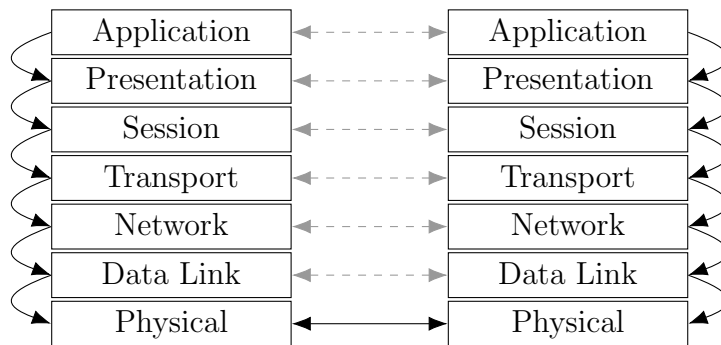 Application Application
Presentation Presentation
Session Session
Transport Transport
Network Network
Data Link Data Link
Physical Physical